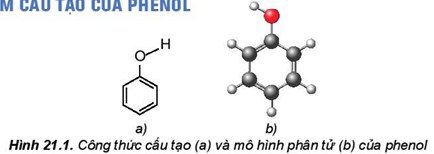 M CẤU TẠO CỦA PHENOL
H
O
a)
b)
Hình 21.1. Công thức cấu tạo (a) và mô hình phân tử (b) của phenol